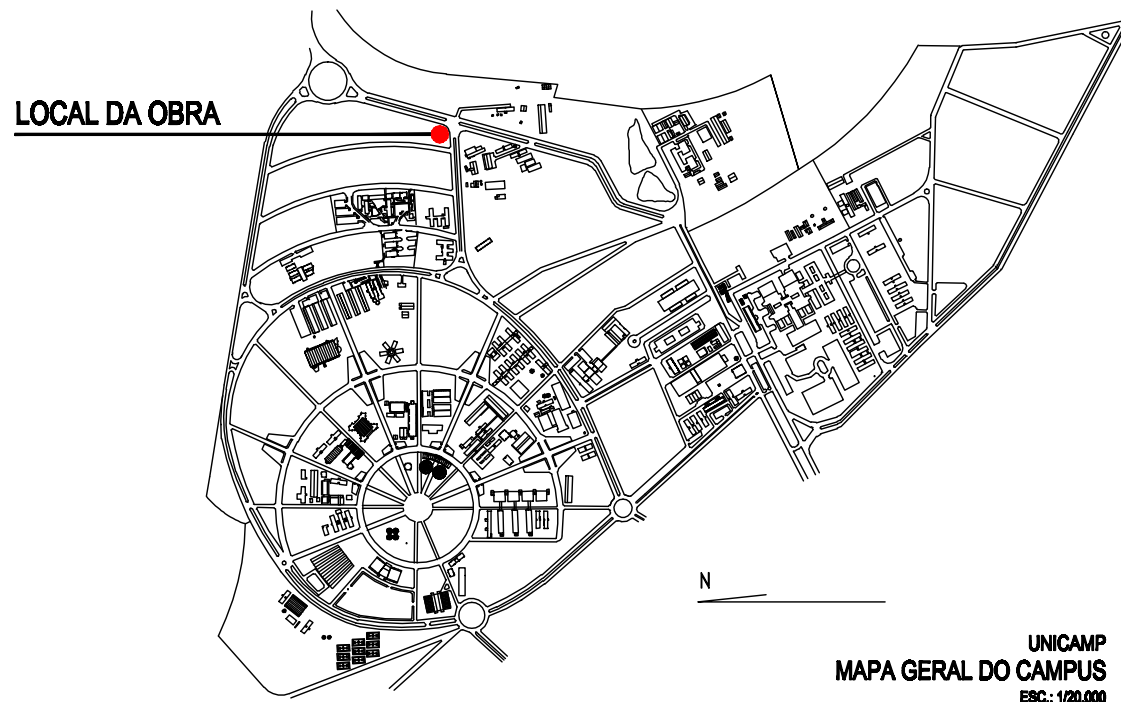 LOCAL DA OBRA
N
UNICAMP
MAPA GERAL DO CAMPUS
ESC.: 1/20.000